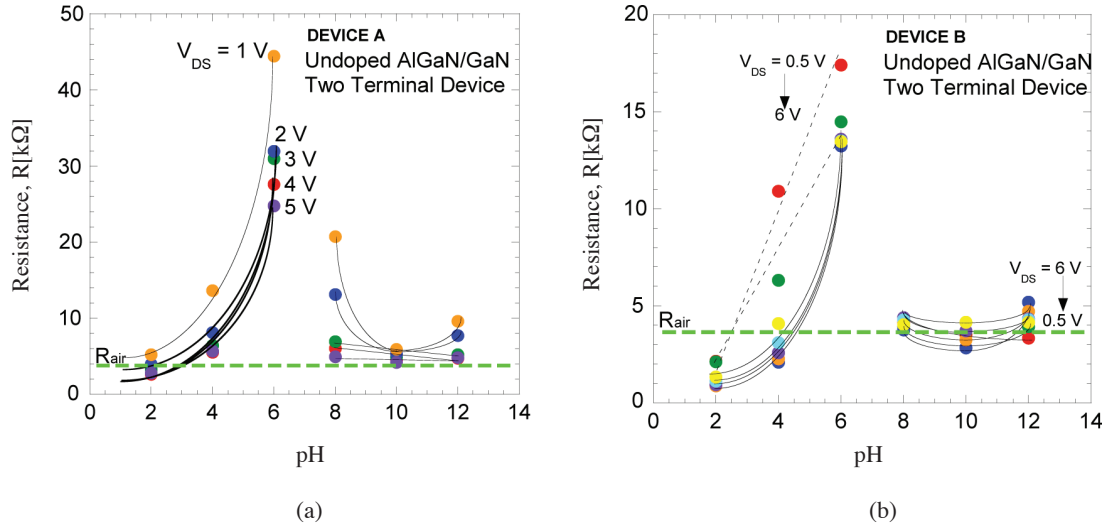 DEVICE A
Undoped AlGaN/GaN
Two Terminal Device
V_DS = 1 V
2 V
3 V
4 V
5 V
R_air
Resistance, R[kΩ]
50
40
30
20
10
0
0 2 4 6 8 10 12 14
pH
(a)
DEVICE B
Undoped AlGaN/GaN
Two Terminal Device
V_DS = 0.5 V
6 V
V_DS = 6 V
0.5 V
R_air
Resistance, R[kΩ]
20
15
10
5
0
0 2 4 6 8 10 12 14
pH
(b)